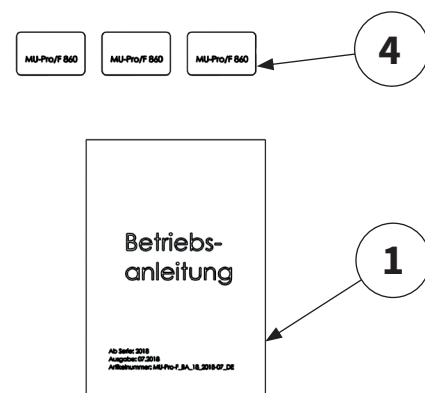 MU-Pro/F 860 MU-Pro/F 860 MU-Pro/F 860
4
Betriebs-
anleitung
1
Ab Serie: 2018
Ausgabe: 07.2018
Artikelnummer: MU-Pro-F_BA_18_2018-07_DE